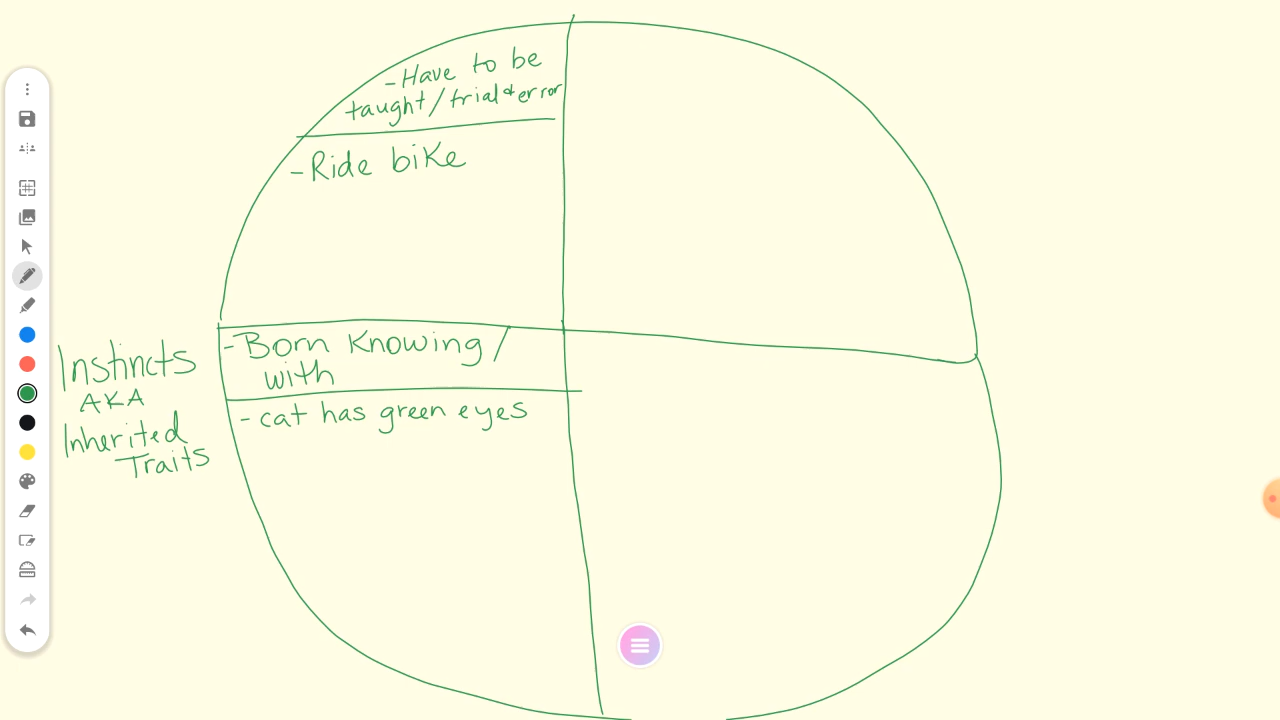 -Have to be
taught/trial & error
-Ride bike
Instincts
AKA
Inherited
Traits
-Born Knowing/
with
-cat has green eyes